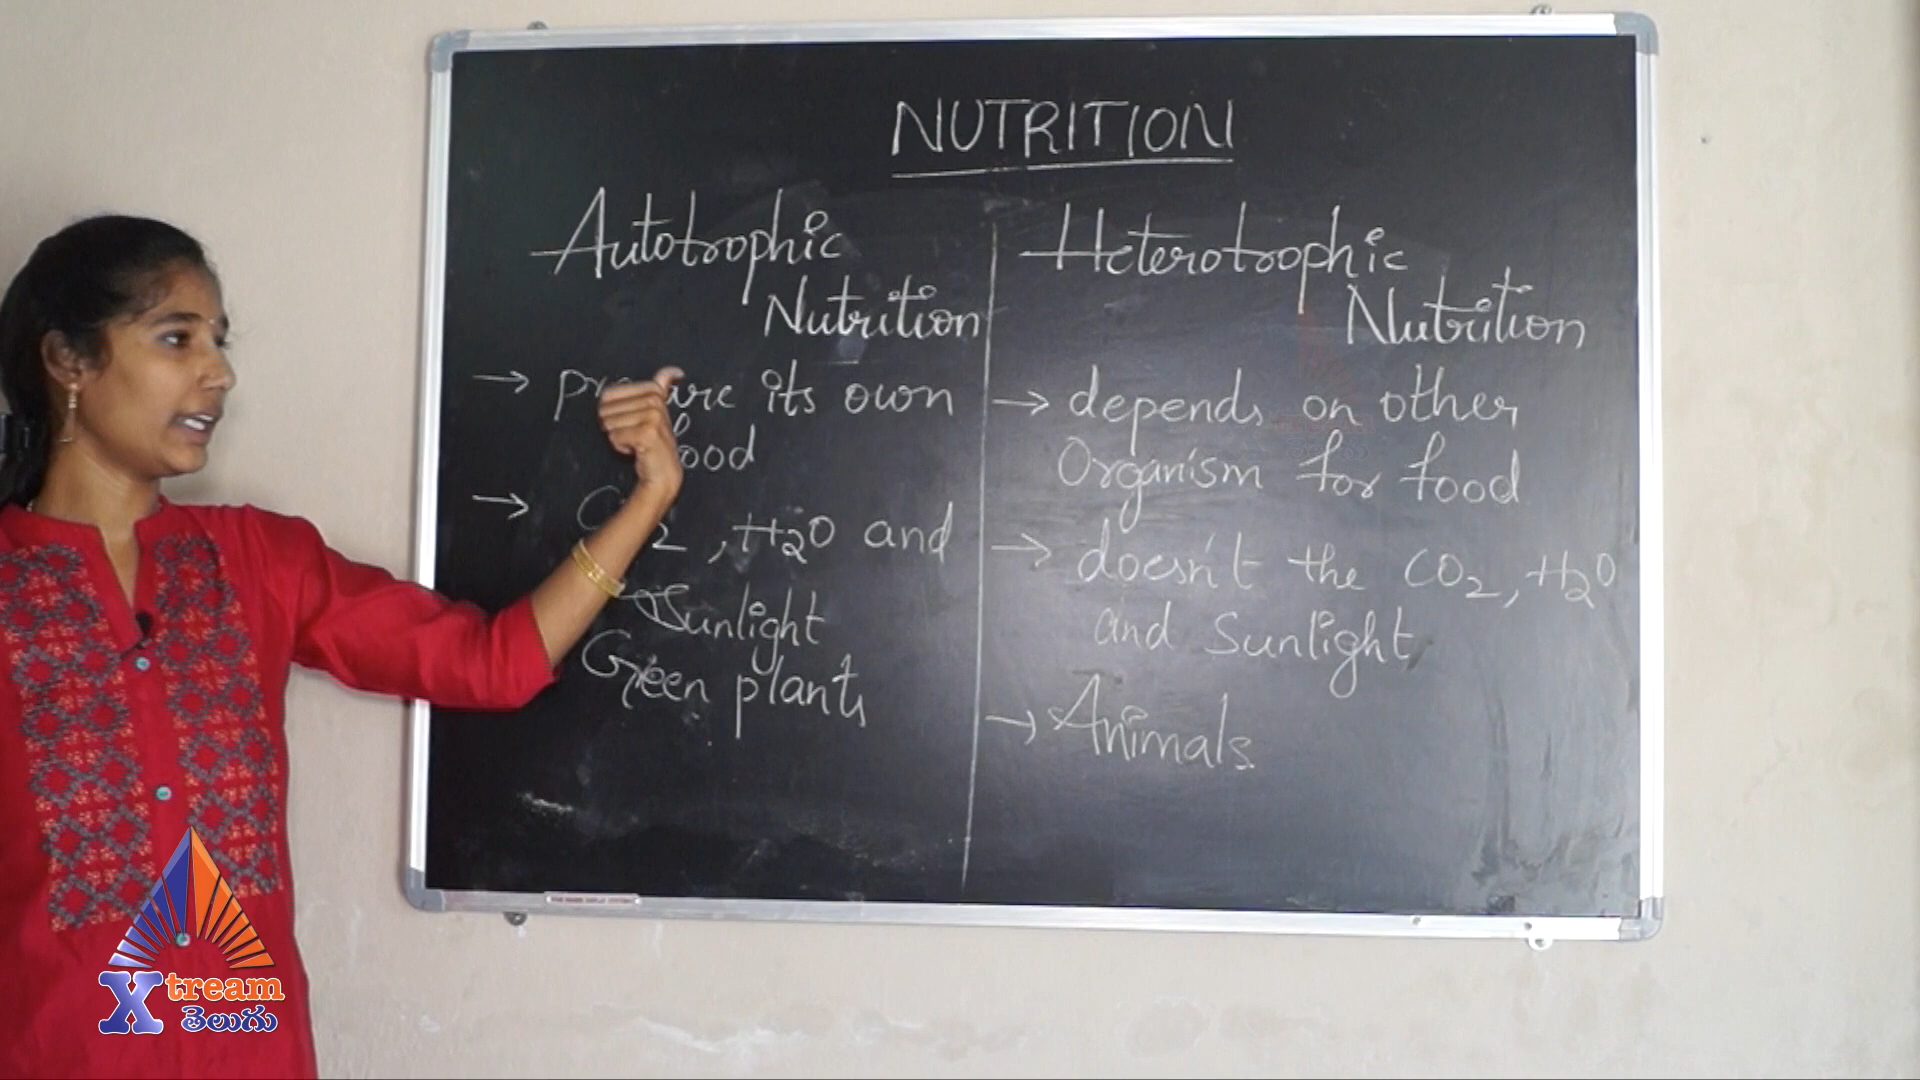 NUTRITION
Autotrophic
Nutrition
→ its own
food
→ CO2, H2O and
Sunlight
Green plants
Heterotrophic
Nutrition
→ depends on other
Organism for food
→ doesn't the CO2, H2O
and Sunlight
→ Animals
Xtream
తెలుగు